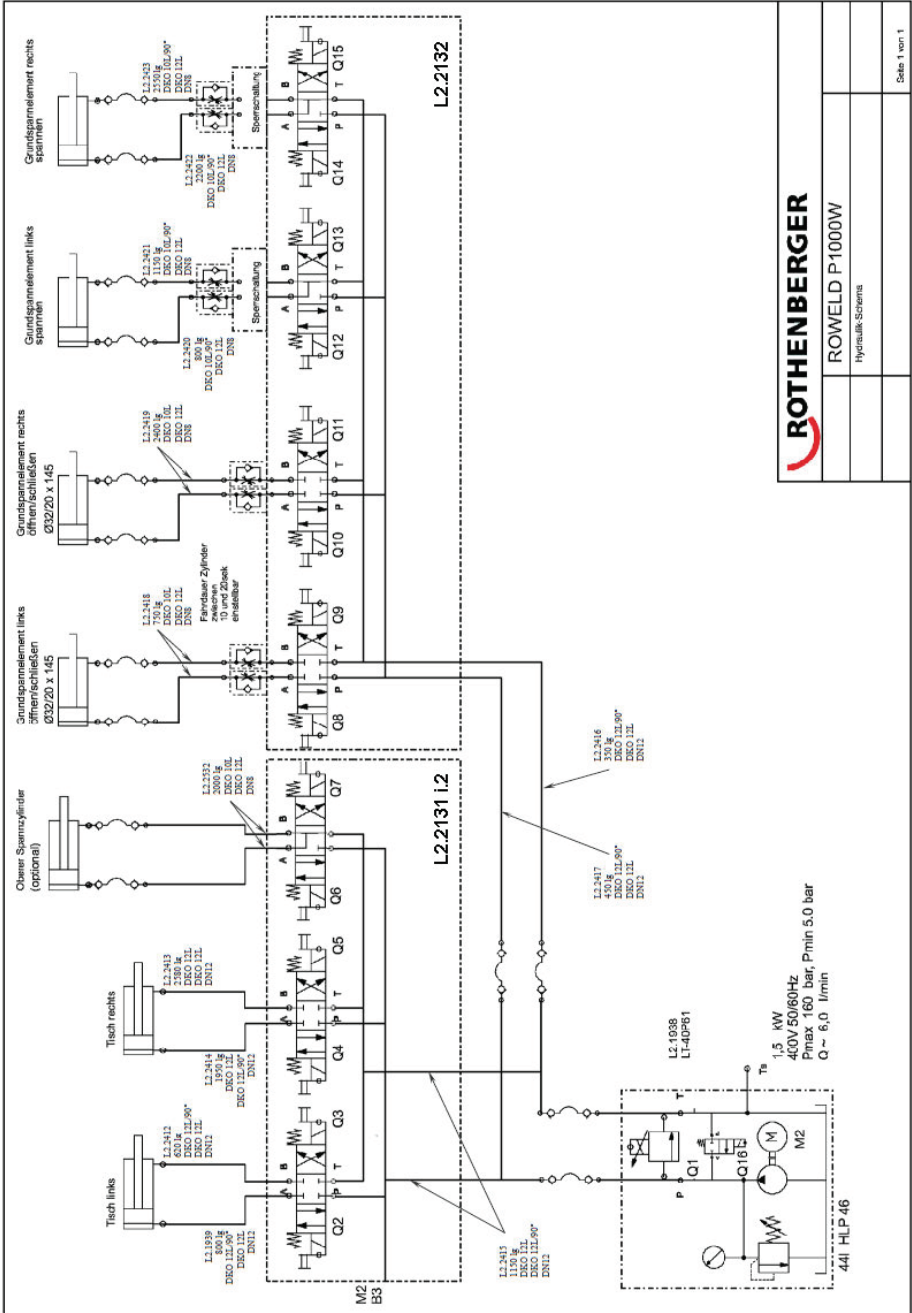 Tisch links
L2.2412
620 lg
DKO 12L/90°
DKO 12L
DN12
L2.1939
800 lg
DKO 12L/90°
DKO 12L
DN12
Tisch rechts
L2.2413
2580 lg
DKO 12L
DKO 12L
DN12
L2.2414
1950 lg
DKO 12L
DKO 12L/90°
DN12
Oberer Spannzylinder
(optional)
L2.2532
2000 lg
DKO 10L
DKO 12L
DN8
Grundspannelement links
öffnen/schließen
Ø32/20 x 145
L2.2418
750 lg
DKO 10L
DKO 12L
DN8
Fahrdauer Zylinder
zwischen
10 und 20sek
einstellbar
Grundspannelement rechts
öffnen/schließen
Ø32/20 x 145
L2.2419
2400 lg
DKO 10L
DKO 12L
DN8
Grundspannelement links
spannen
L2.2421
1150 lg
DKO 10L/90°
DKO 12L
DN8
L2.2420
800 lg
DKO 10L/90°
DKO 12L
DN8
Sperrschaltung
Grundspannelement rechts
spannen
L2.2423
2550 lg
DKO 10L/90°
DKO 12L
DN8
L2.2422
2200 lg
DKO 10L/90°
DKO 12L
DN8
Sperrschaltung
A B
P T
Q2 Q3
A B
P T
Q4 Q5
A B
Q6 Q7
L2.2131 i.2
A B
P T
Q8 Q9
A B
P T
Q10 Q11
A B
P T
Q12 Q13
A B
P T
Q14 Q15
L2.2132
M2
B3
L2.2415
1150 lg
DKO 12L
DKO 12L/90°
DN12
L2.2417
450 lg
DKO 12L/90°
DKO 12L
DN12
L2.2416
350 lg
DKO 12L/90°
DKO 12L
DN12
L2.1938
LT-40P61
1,5 kW
400V 50/60Hz
Pmax 160 bar, Pmin 5.0 bar
Q ~ 6,0 l/min
P T
Q1
Q16
M
M2
44l HLP 46
ROTHENBERGER
ROWELD P1000W
Hydraulik-Schema
Seite 1 von 1